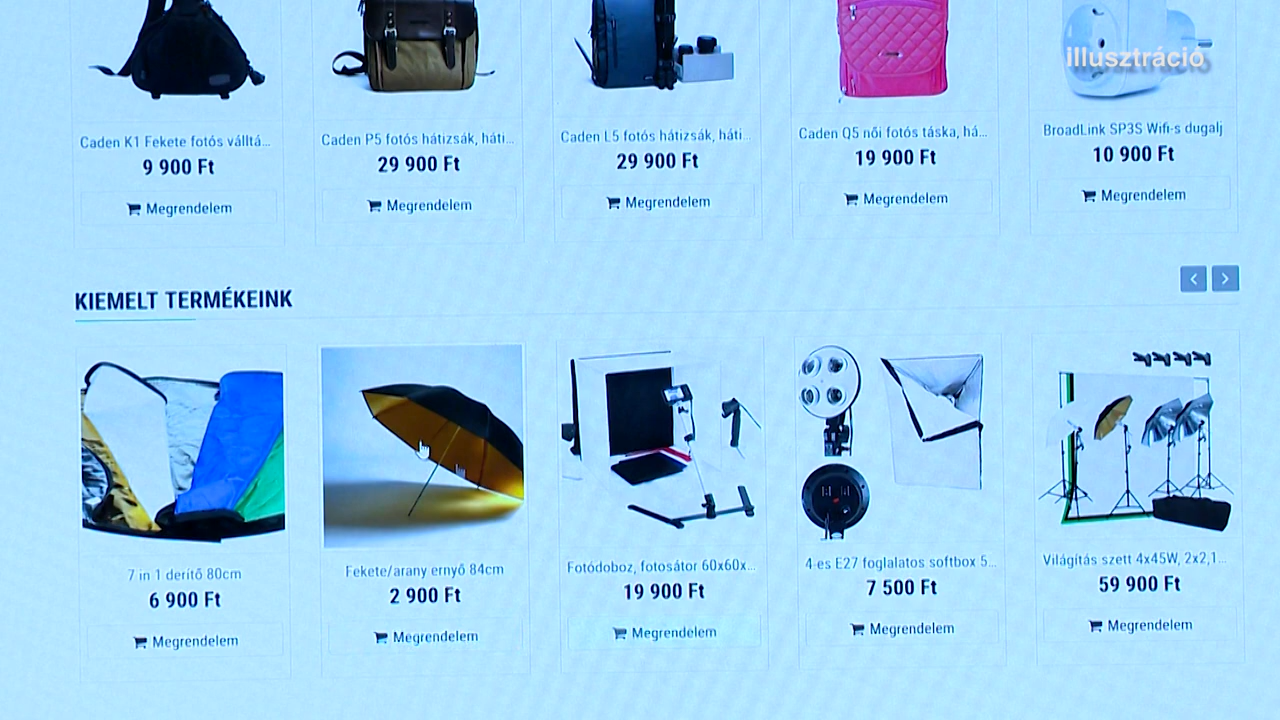 illusztráció
Caden K1 Fekete fotósválltá...
9 900 Ft
Megrendelem
Caden P5 fotós hátizsák, háti...
29 900 Ft
Megrendelem
Caden L5 fotós hátizsák, háti...
29 900 Ft
Megrendelem
Caden Q5 női fotós táska, há...
19 900 Ft
Megrendelem
BroadLink SP3S Wifi-s dugalj
10 900 Ft
Megrendelem
KIEMELT TERMÉKEINK
7 in 1 derítő 80cm
6 900 Ft
Megrendelem
Fekete/arany ernyő 84cm
2 900 Ft
Megrendelem
Fotódoboz, fotosátor 60x60x...
19 900 Ft
Megrendelem
4-es E27 foglalatos softbox 5...
7 500 Ft
Megrendelem
Világítás szett 4x45W, 2x2,1...
59 900 Ft
Megrendelem